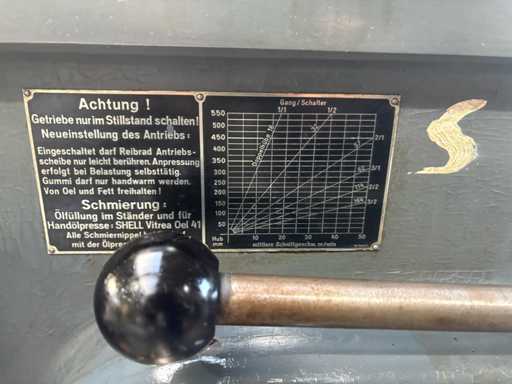 Achtung !
Getriebe nur im Stillstand schalten!
Neueinstellung des Antriebs:
Eingeschaltet darf Reibrad Antriebs-
scheibe nur leicht berühren. Anpressung
erfolgt bei Belastung selbsttätig.
Gummi darf nur handwarm werden.
Von Oel und Fett freihalten!
Schmierung:
Ölfüllung im Ständer und für
Handölpresse: SHELL Vitrea Oel 41
Alle Schmiernippel
mit der Ölpre
Gang/Schalter
1/1 1/2
550
500
450
400
350
300
250
200
150
100
50
2/1
3/1
2/2
3/2
Hub
mm
10 20 30 40 50
mittlere Schnittgeschw. m/min
S